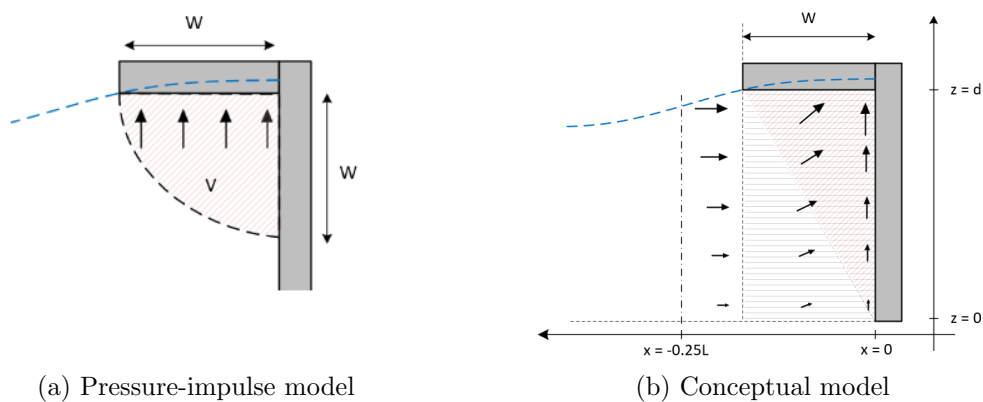 W
W
V
(a) Pressure-impulse model
W
z = d
z = 0
x = -0.25L
x = 0
(b) Conceptual model